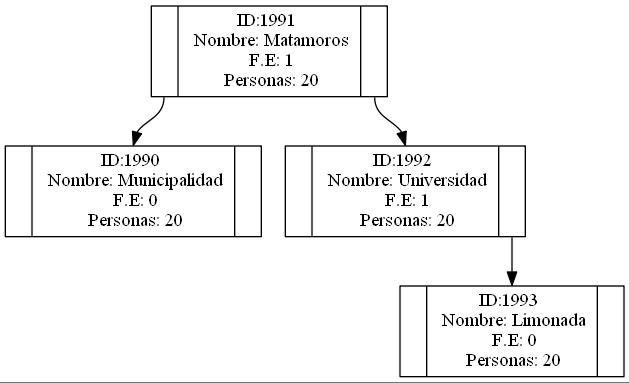 ID:1991
Nombre: Matamoros
F.E: 1
Personas: 20
ID:1990
Nombre: Municipalidad
F.E: 0
Personas: 20
ID:1992
Nombre: Universidad
F.E: 1
Personas: 20
ID:1993
Nombre: Limonada
F.E: 0
Personas: 20